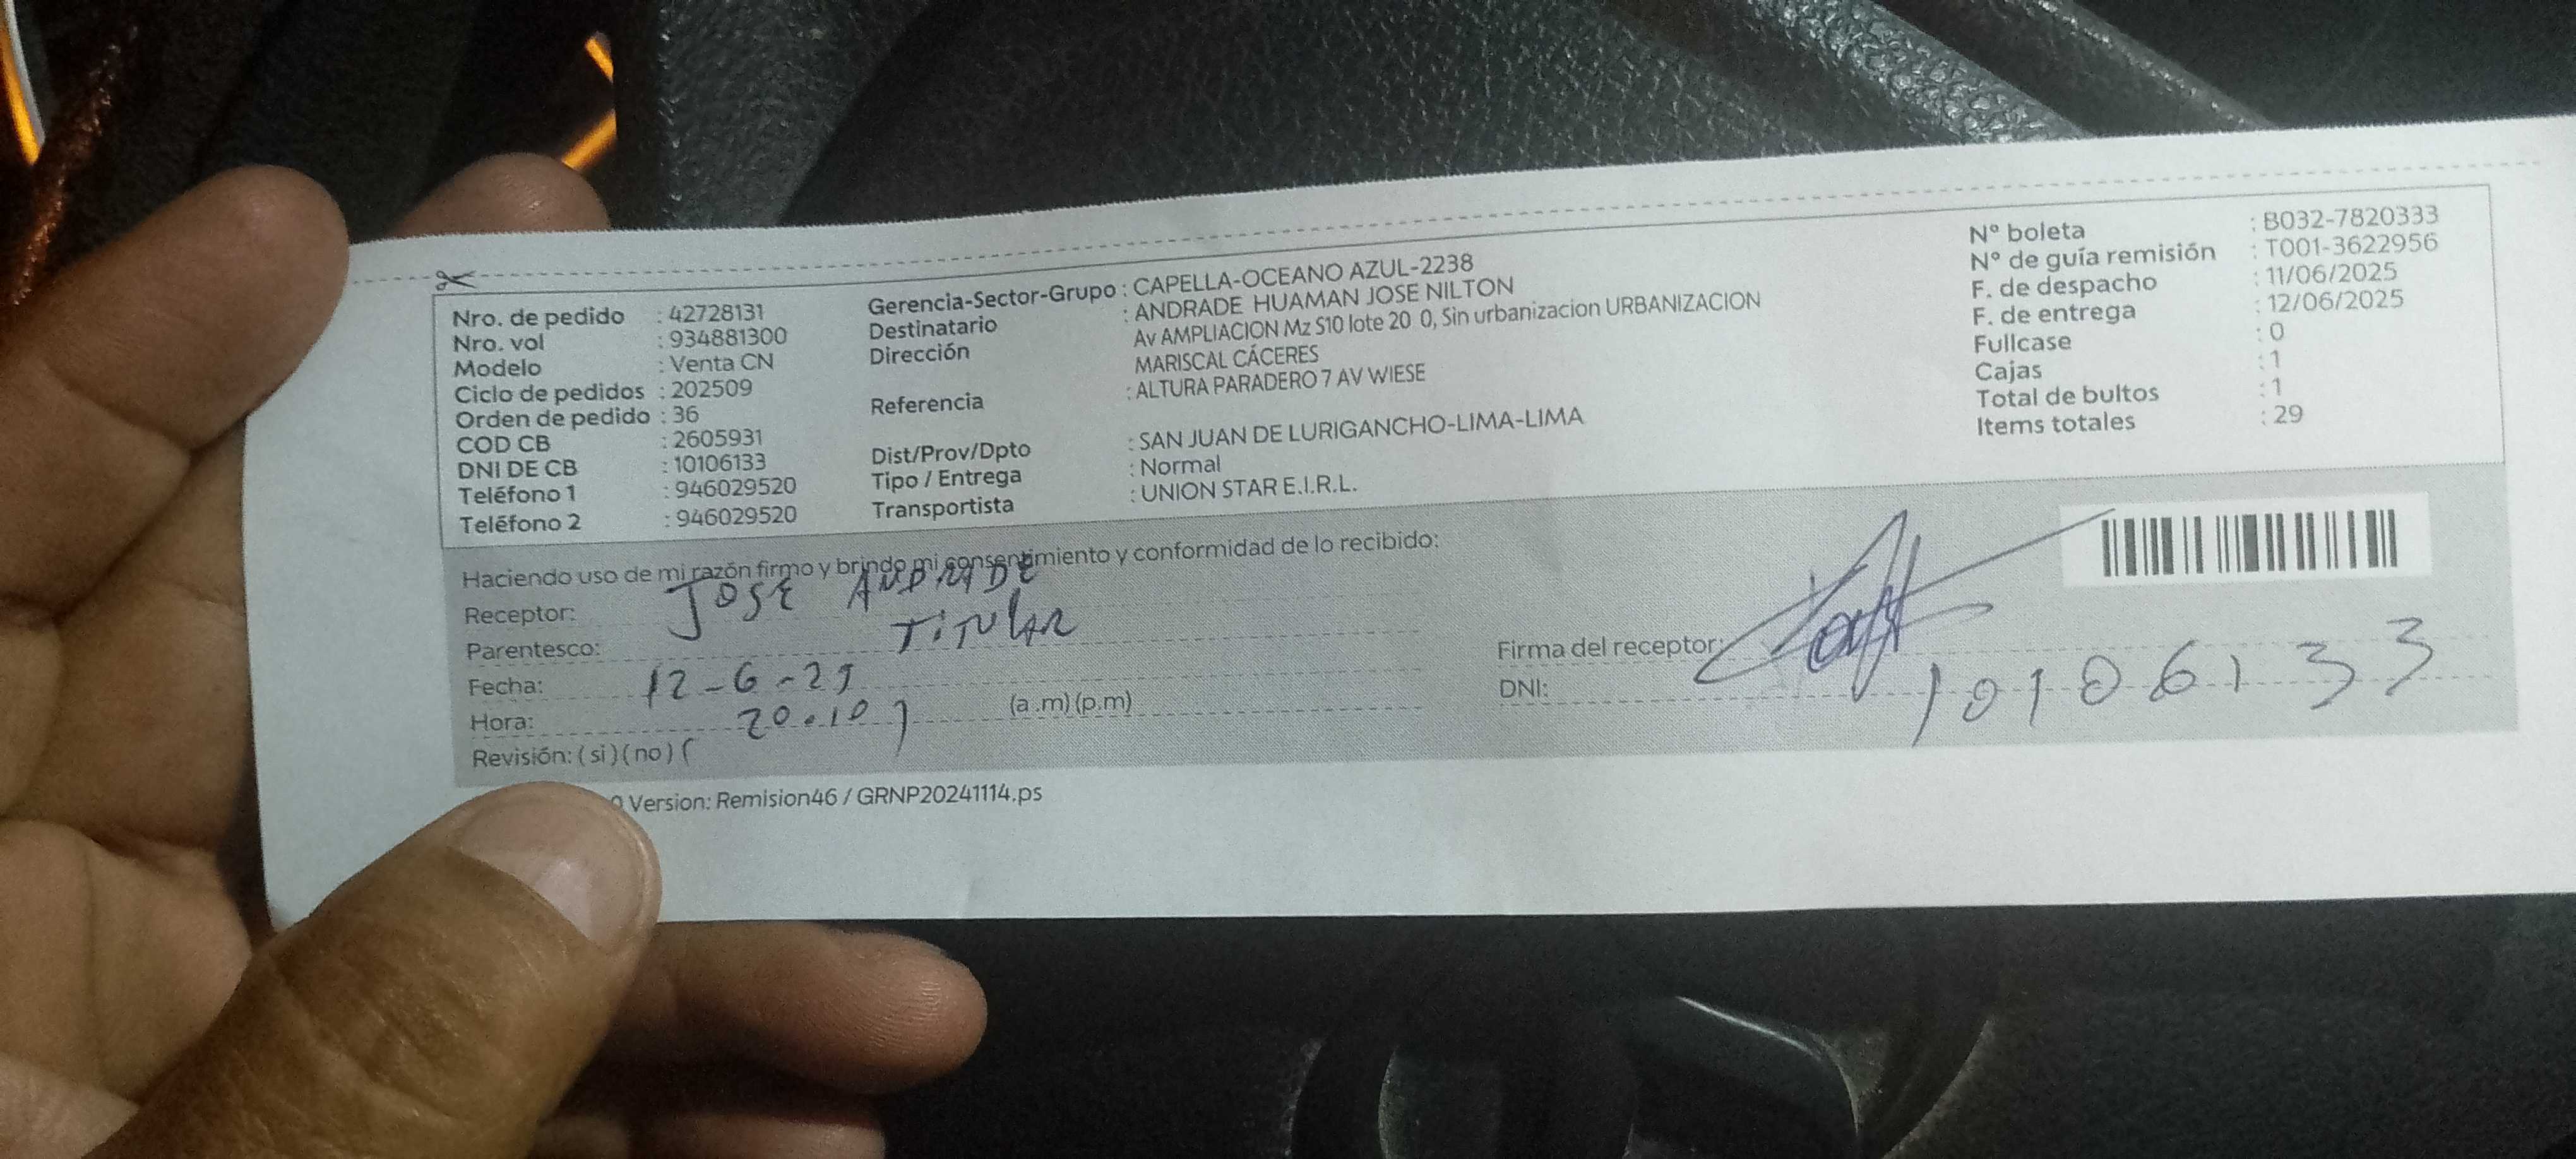 Nro. de pedido : 42728131
Nro. vol : 934881300
Modelo : Venta CN
Ciclo de pedidos : 202509
Orden de pedido : 36
COD CB : 2605931
DNI DE CB : 10106133
Teléfono 1 : 946029520
Teléfono 2 : 946029520
Gerencia-Sector-Grupo : CAPELLA-OCEANO AZUL-2238
Destinatario : ANDRADE HUAMAN JOSE NILTON
Dirección Av AMPLIACION Mz S10 lote 20 0, Sin urbanizacion URBANIZACION
MARISCAL CÁCERES
Referencia : ALTURA PARADERO 7 AV WIESE
Dist/Prov/Dpto : SAN JUAN DE LURIGANCHO-LIMA-LIMA
Tipo / Entrega : Normal
Transportista : UNION STAR E.I.R.L.
Nº boleta : B032-7820333
Nº de guía remisión : T001-3622956
F. de despacho : 11/06/2025
F. de entrega : 12/06/2025
Fullcase : 0
Cajas : 1
Total de bultos : 1
Items totales : 29
Haciendo uso de mi razón firmo y brindo mi consentimiento y conformidad de lo recibido:
Receptor: JOSE ANDRADE
Parentesco: TITULAR
Fecha: 12-6-25
Hora: 20.10 (a .m) (p.m)
Revisión: ( si ) ( no ) (
Firma del receptor:
DNI: 10106133
Version: Remision46 / GRNP20241114.ps